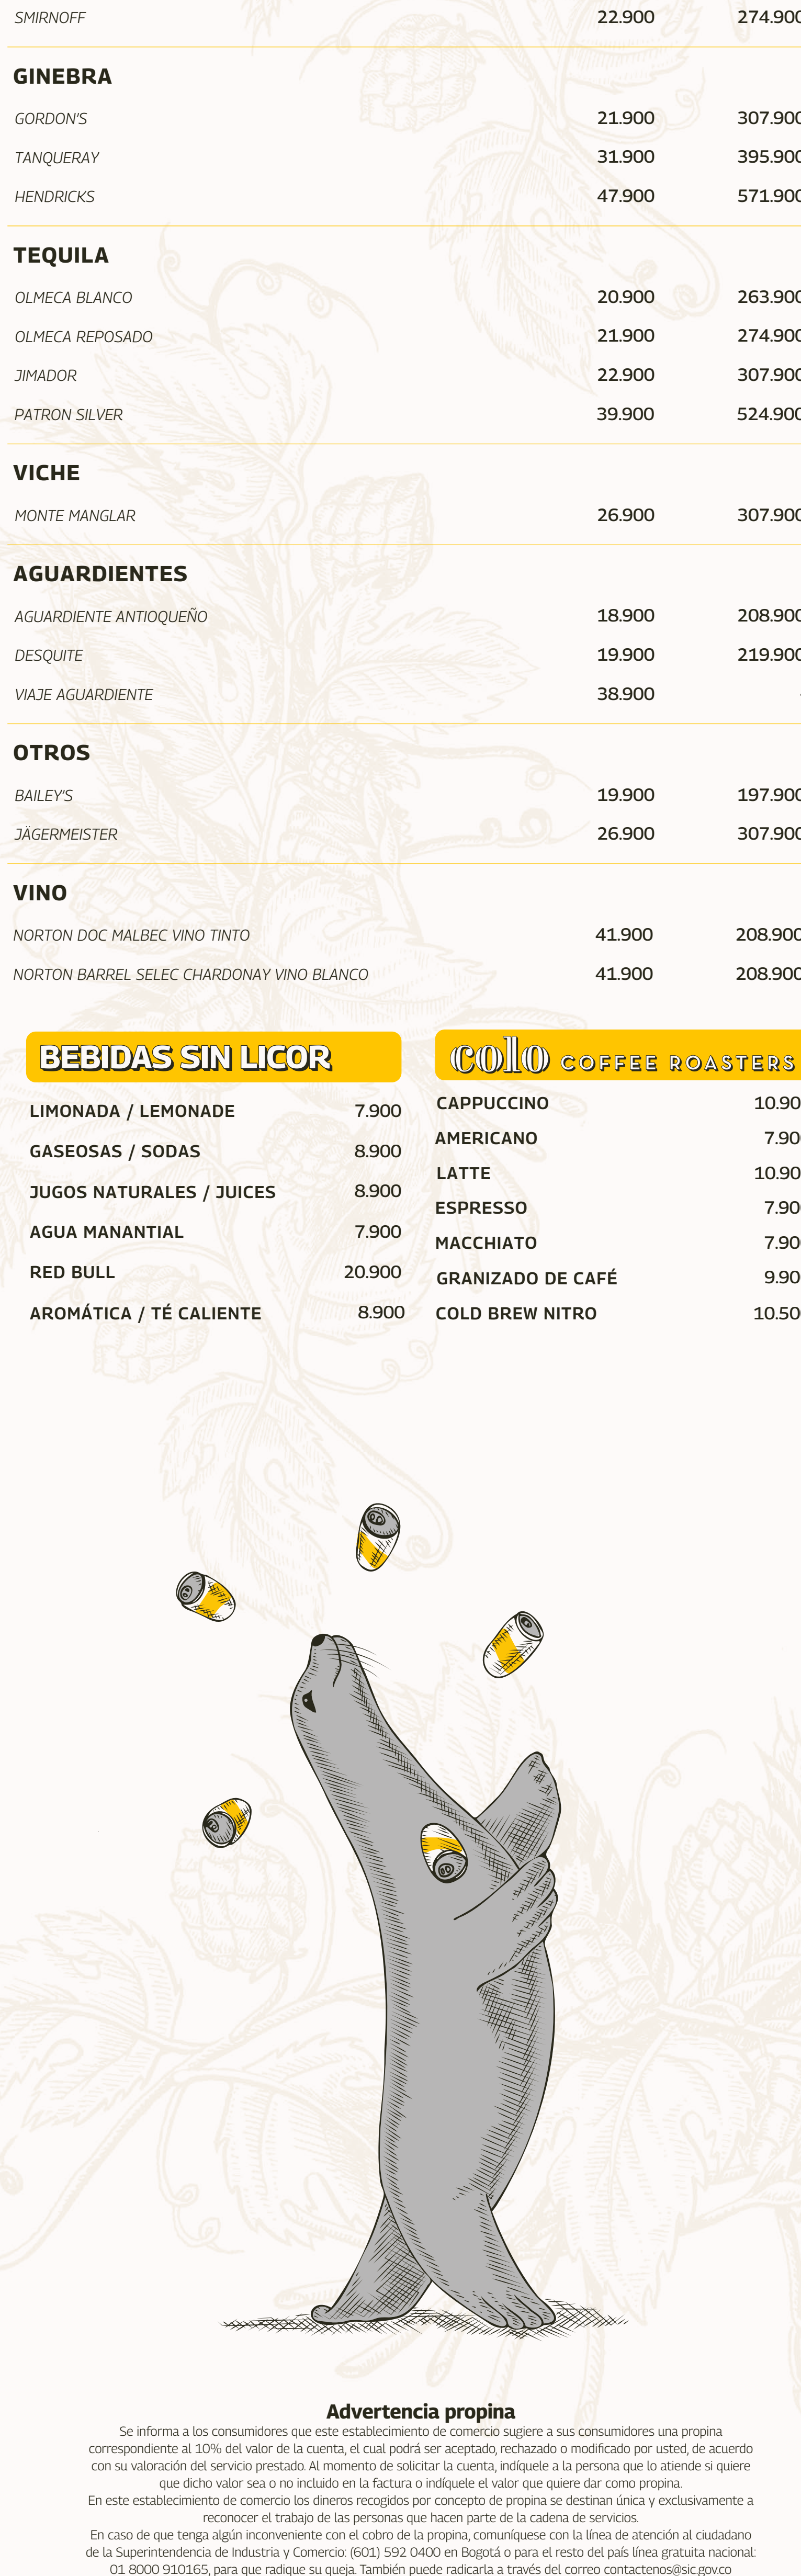 SMIRNOFF 22.900 274.900
GINEBRA
GORDON'S 21.900 307.900
TANQUERAY 31.900 395.900
HENDRICKS 47.900 571.900
TEQUILA
OLMECA BLANCO 20.900 263.900
OLMECA REPOSADO 21.900 274.900
JIMADOR 22.900 307.900
PATRON SILVER 39.900 524.900
VICHE
MONTE MANGLAR 26.900 307.900
AGUARDIENTES
AGUARDIENTE ANTIOQUEÑO 18.900 208.900
DESQUITE 19.900 219.900
VIAJE AGUARDIENTE 38.900
OTROS
BAILEY'S 19.900 197.900
JÄGERMEISTER 26.900 307.900
VINO
NORTON DOC MALBEC VINO TINTO 41.900 208.900
NORTON BARREL SELEC CHARDONAY VINO BLANCO 41.900 208.900
BEBIDAS SIN LICOR
LIMONADA / LEMONADE 7.900
GASEOSAS / SODAS 8.900
JUGOS NATURALES / JUICES 8.900
AGUA MANANTIAL 7.900
RED BULL 20.900
AROMÁTICA / TÉ CALIENTE 8.900
colo COFFEE ROASTERS
CAPPUCCINO 10.90
AMERICANO 7.90
LATTE 10.90
ESPRESSO 7.90
MACCHIATO 7.90
GRANIZADO DE CAFÉ 9.90
COLD BREW NITRO 10.50
Advertencia propina
Se informa a los consumidores que este establecimiento de comercio sugiere a sus consumidores una propina
correspondiente al 10% del valor de la cuenta, el cual podrá ser aceptado, rechazado o modificado por usted, de acuerdo
con su valoración del servicio prestado. Al momento de solicitar la cuenta, indíquele a la persona que lo atiende si quiere
que dicho valor sea o no incluido en la factura o indíquele el valor que quiere dar como propina.
En este establecimiento de comercio los dineros recogidos por concepto de propina se destinan única y exclusivamente a
reconocer el trabajo de las personas que hacen parte de la cadena de servicios.
En caso de que tenga algún inconveniente con el cobro de la propina, comuníquese con la línea de atención al ciudadano
de la Superintendencia de Industria y Comercio: (601) 592 0400 en Bogotá o para el resto del país línea gratuita nacional:
01 8000 910165, para que radique su queja. También puede radicarla a través del correo contactenos@sic.gov.co